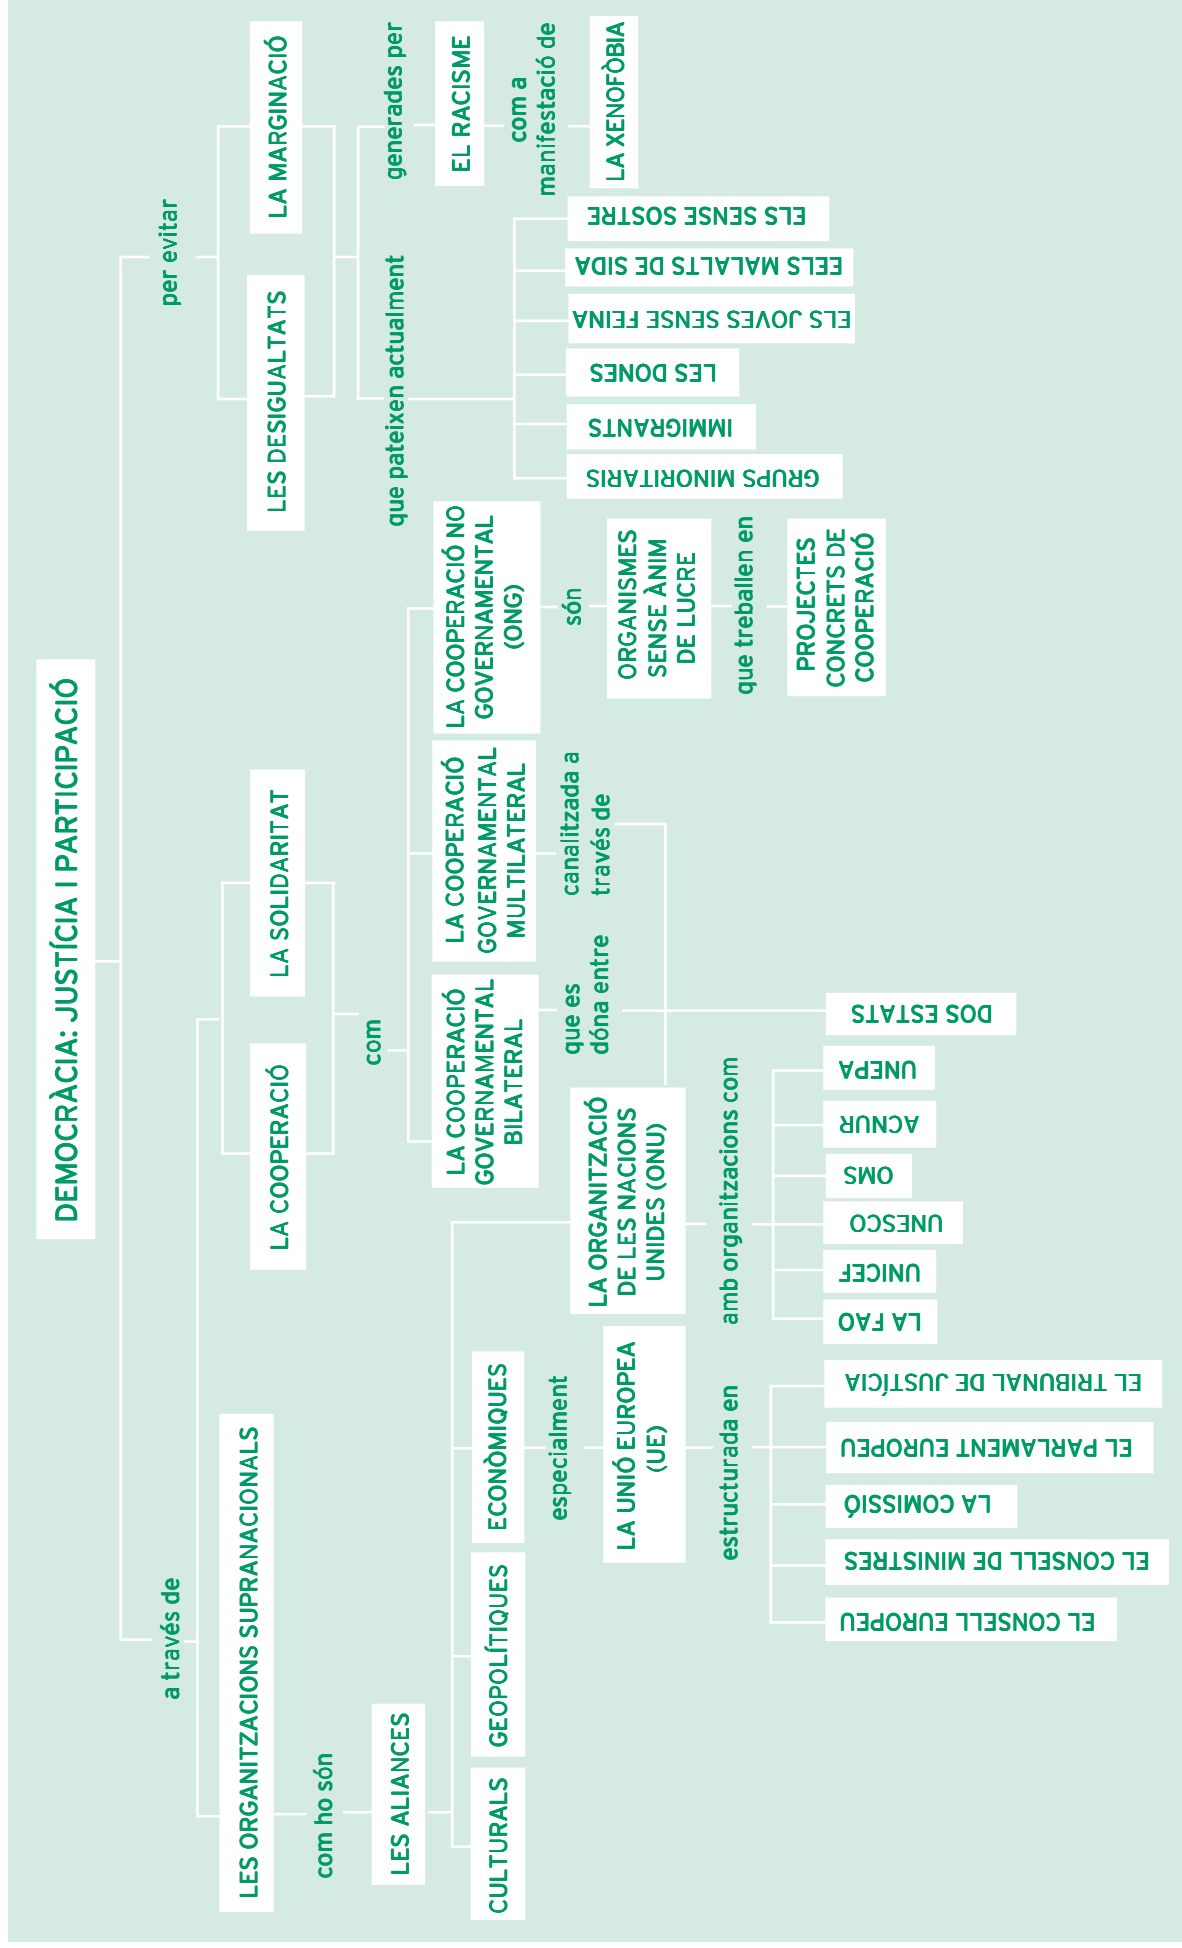 DEMOCRÀCIA: JUSTÍCIA I PARTICIPACIÓ
a través de
per evitar
LES ORGANITZACIONS SUPRANACIONALS
LA COOPERACIÓ
LA SOLIDARITAT
LES DESIGUALTATS
LA MARGINACIÓ
com ho són
com
que pateixen actualment
generades per
LES ALIANCES
LA COOPERACIÓ
GOVERNAMENTAL
BILATERAL
LA COOPERACIÓ
GOVERNAMENTAL
MULTILATERAL
LA COOPERACIÓ NO
GOVERNAMENTAL
(ONG)
EL RACISME
com a
manifestació de
LA XENOFÒBIA
CULTURALS
GEOPOLÍTIQUES
ECONÒMIQUES
especialment
que es
dóna entre
canalitzada a
través de
són
GRUPS MINORITARIS
IMMIGRANTS
LES DONES
ELS JOVES SENSE FEINA
EELS MALALTS DE SIDA
ELS SENSE SOSTRE
LA UNIÓ EUROPEA
(UE)
LA ORGANITZACIÓ
DE LES NACIONS
UNIDES (ONU)
ORGANISMES
SENSE ÀNIM
DE LUCRE
estructurada en
amb organitzacions com
que treballen en
EL CONSELL EUROPEU
EL CONSELL DE MINISTRES
LA COMISSIÓ
EL PARLAMENT EUROPEU
EL TRIBUNAL DE JUSTÍCIA
LA FAO
UNICEF
UNESCO
OMS
ACNUR
UNEPA
DOS ESTATS
PROJECTES
CONCRETS DE
COOPERACIÓ